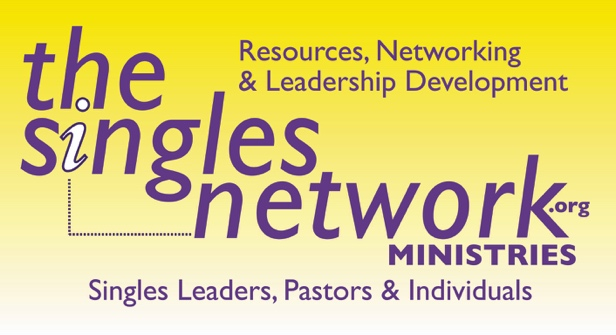 the
Resources, Networking
& Leadership Development
singles
network.org
MINISTRIES
Singles Leaders, Pastors & Individuals